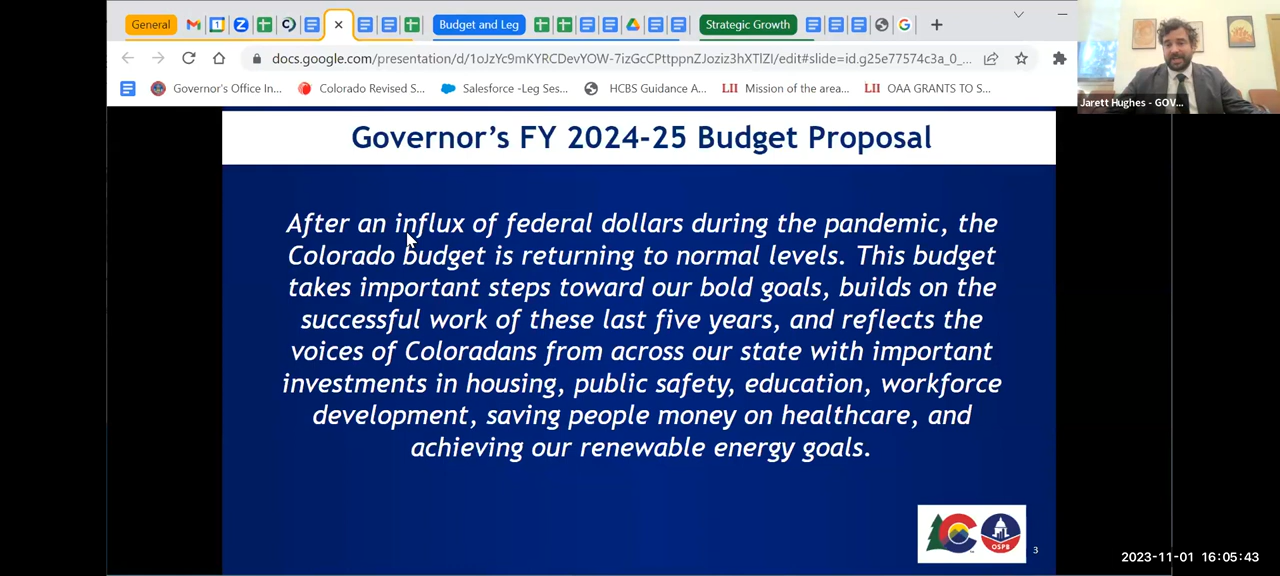 General
Budget and Leg
Strategic Growth
docs.google.com/presentation/d/1oJzYc9mKYRCDevYOW-7izGcCPttppnZJoziz3hXTlZI/edit#slide=id.g25e77574c3a_0_...
Governor's Office In...
Colorado Revised S...
Salesforce -Leg Ses...
HCBS Guidance A...
LII Mission of the area...
LII OAA GRANTS TO S...
Jarett Hughes - GOV...
Governor's FY 2024-25 Budget Proposal
After an influx of federal dollars during the pandemic, the
Colorado budget is returning to normal levels. This budget
takes important steps toward our bold goals, builds on the
successful work of these last five years, and reflects the
voices of Coloradans from across our state with important
investments in housing, public safety, education, workforce
development, saving people money on healthcare, and
achieving our renewable energy goals.
OSPB
3
2023-11-01 16:05:43